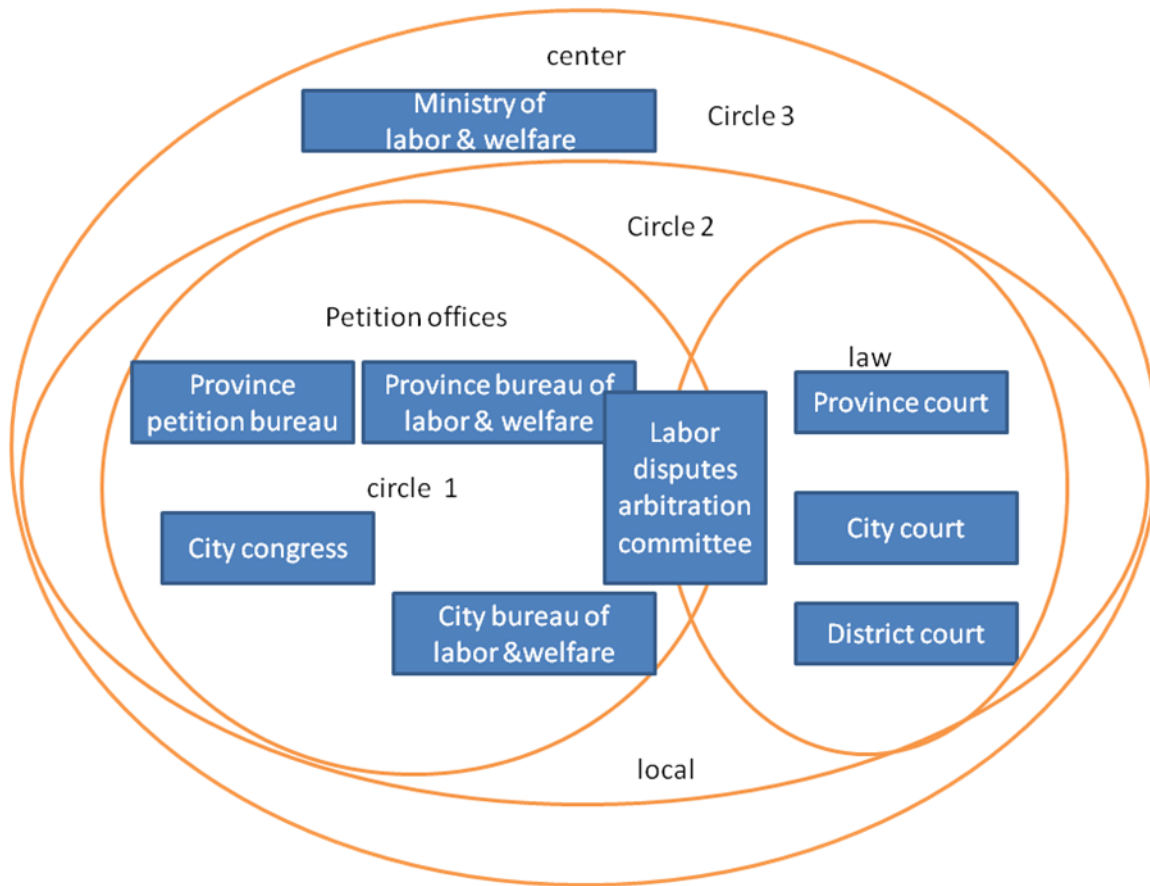 center
Ministry of
labor & welfare
Circle 3
Circle 2
Petition offices
law
Province
petition bureau
Province bureau of
labor & welfare
Labor
disputes
arbitration
committee
Province court
circle 1
City congress
City court
City bureau of
labor &welfare
District court
local